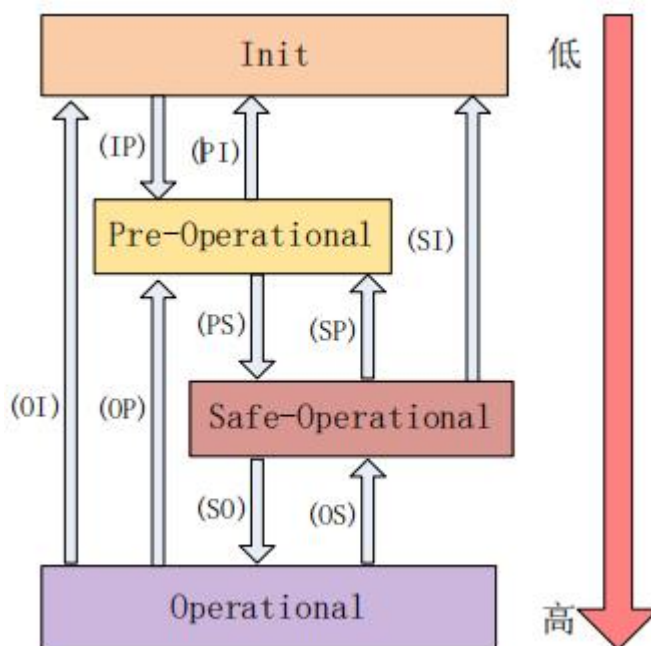 Init
低
(IP)
(PI)
Pre-Operational
(SI)
(PS)
(SP)
(OI)
(OP)
Safe-Operational
(SO)
(OS)
Operational
高